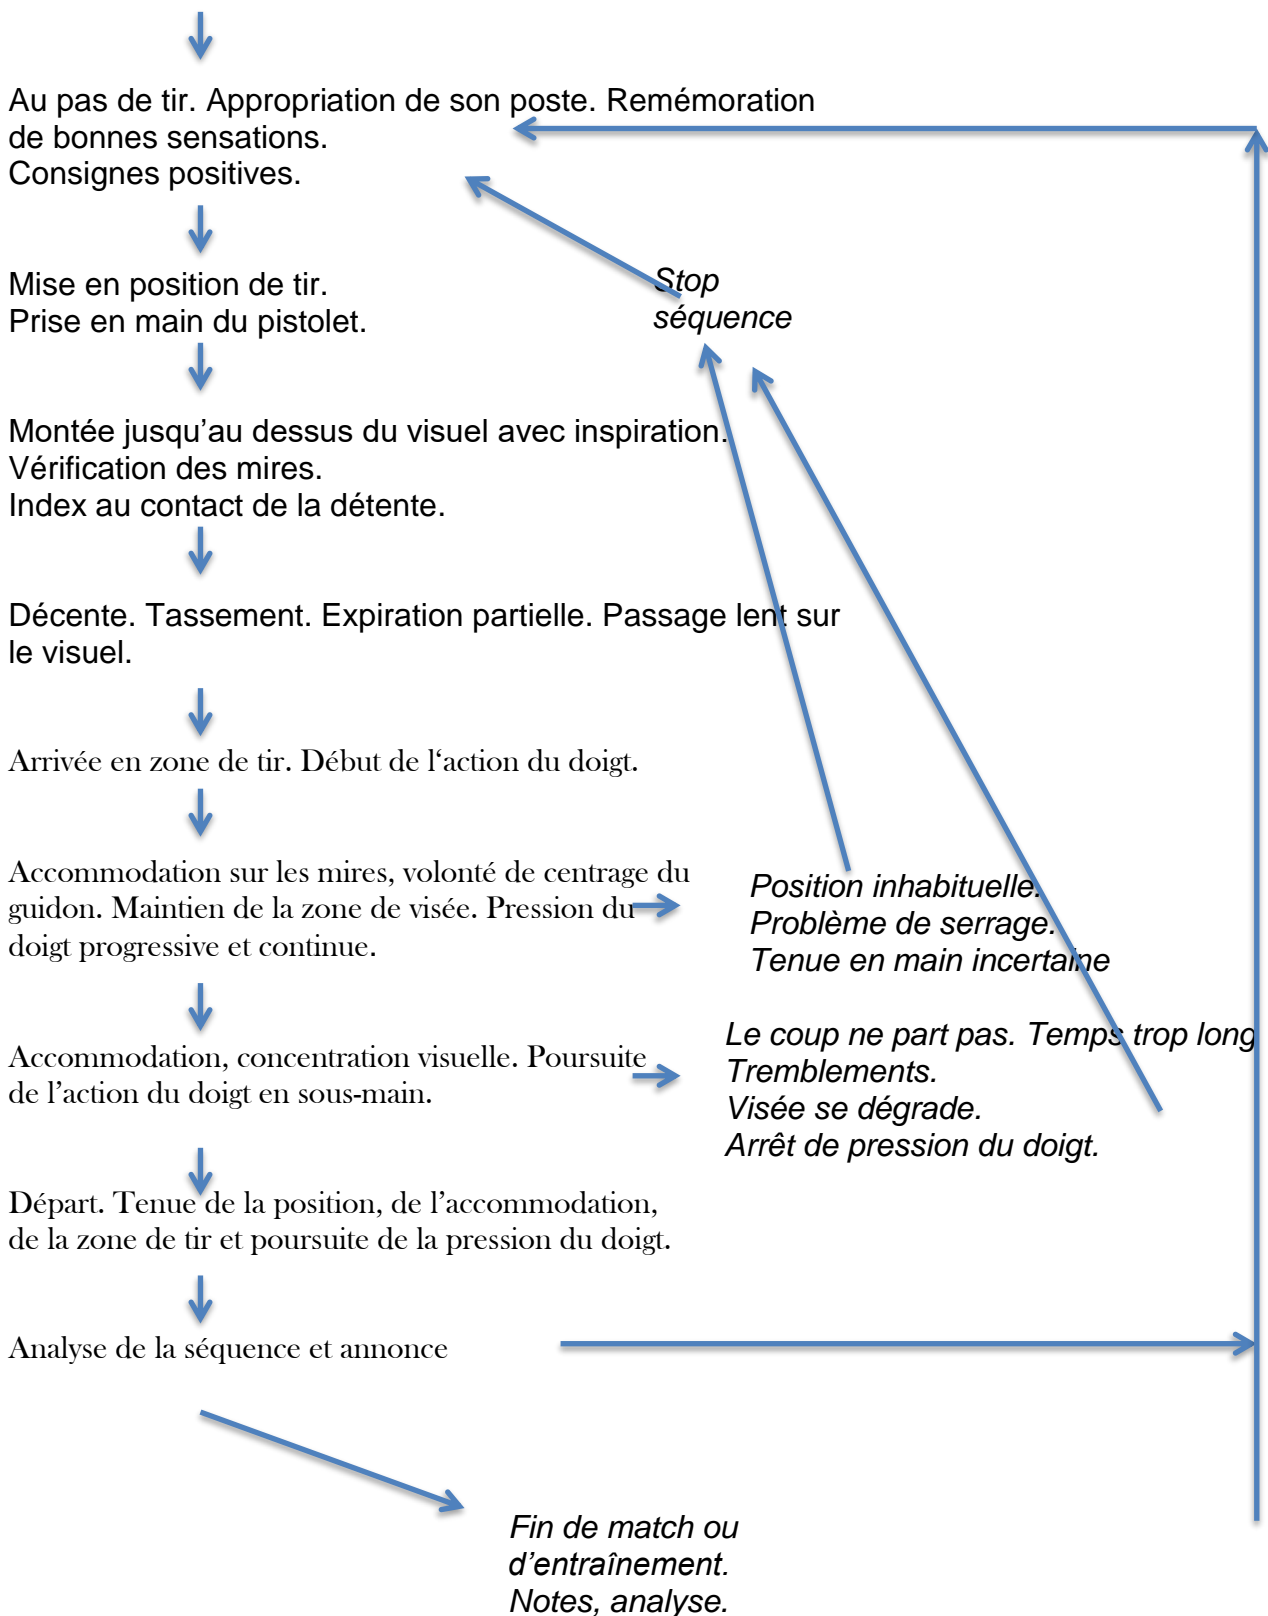 Au pas de tir. Appropriation de son poste. Remémoration
de bonnes sensations.
Consignes positives.
Mise en position de tir.
Prise en main du pistolet.
Stop
séquence
Montée jusqu’au dessus du visuel avec inspiration.
Vérification des mires.
Index au contact de la détente.
Décente. Tassement. Expiration partielle. Passage lent sur
le visuel.
Arrivée en zone de tir. Début de l‘action du doigt.
Accommodation sur les mires, volonté de centrage du
guidon. Maintien de la zone de visée. Pression du
doigt progressive et continue.
Position inhabituelle.
Problème de serrage.
Tenue en main incertaine
Accommodation, concentration visuelle. Poursuite
de l’action du doigt en sous-main.
Le coup ne part pas. Temps trop long
Tremblements.
Visée se dégrade.
Arrêt de pression du doigt.
Départ. Tenue de la position, de l’accommodation,
de la zone de tir et poursuite de la pression du doigt.
Analyse de la séquence et annonce
Fin de match ou
d’entraînement.
Notes, analyse.